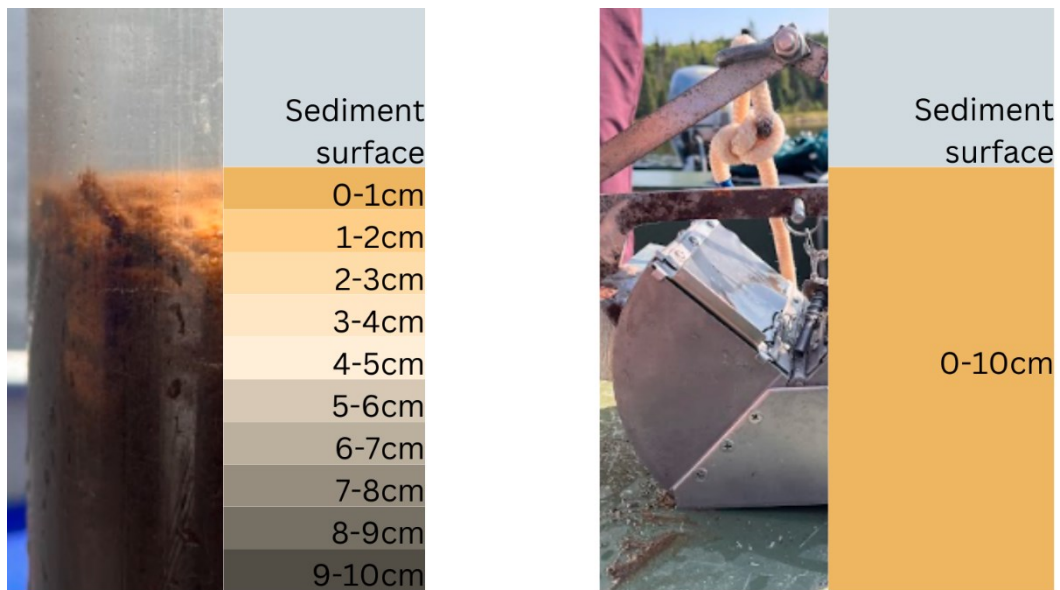 Sediment
surface
0-1cm
1-2cm
2-3cm
3-4cm
4-5cm
5-6cm
6-7cm
7-8cm
8-9cm
9-10cm
Sediment
surface
0-10cm